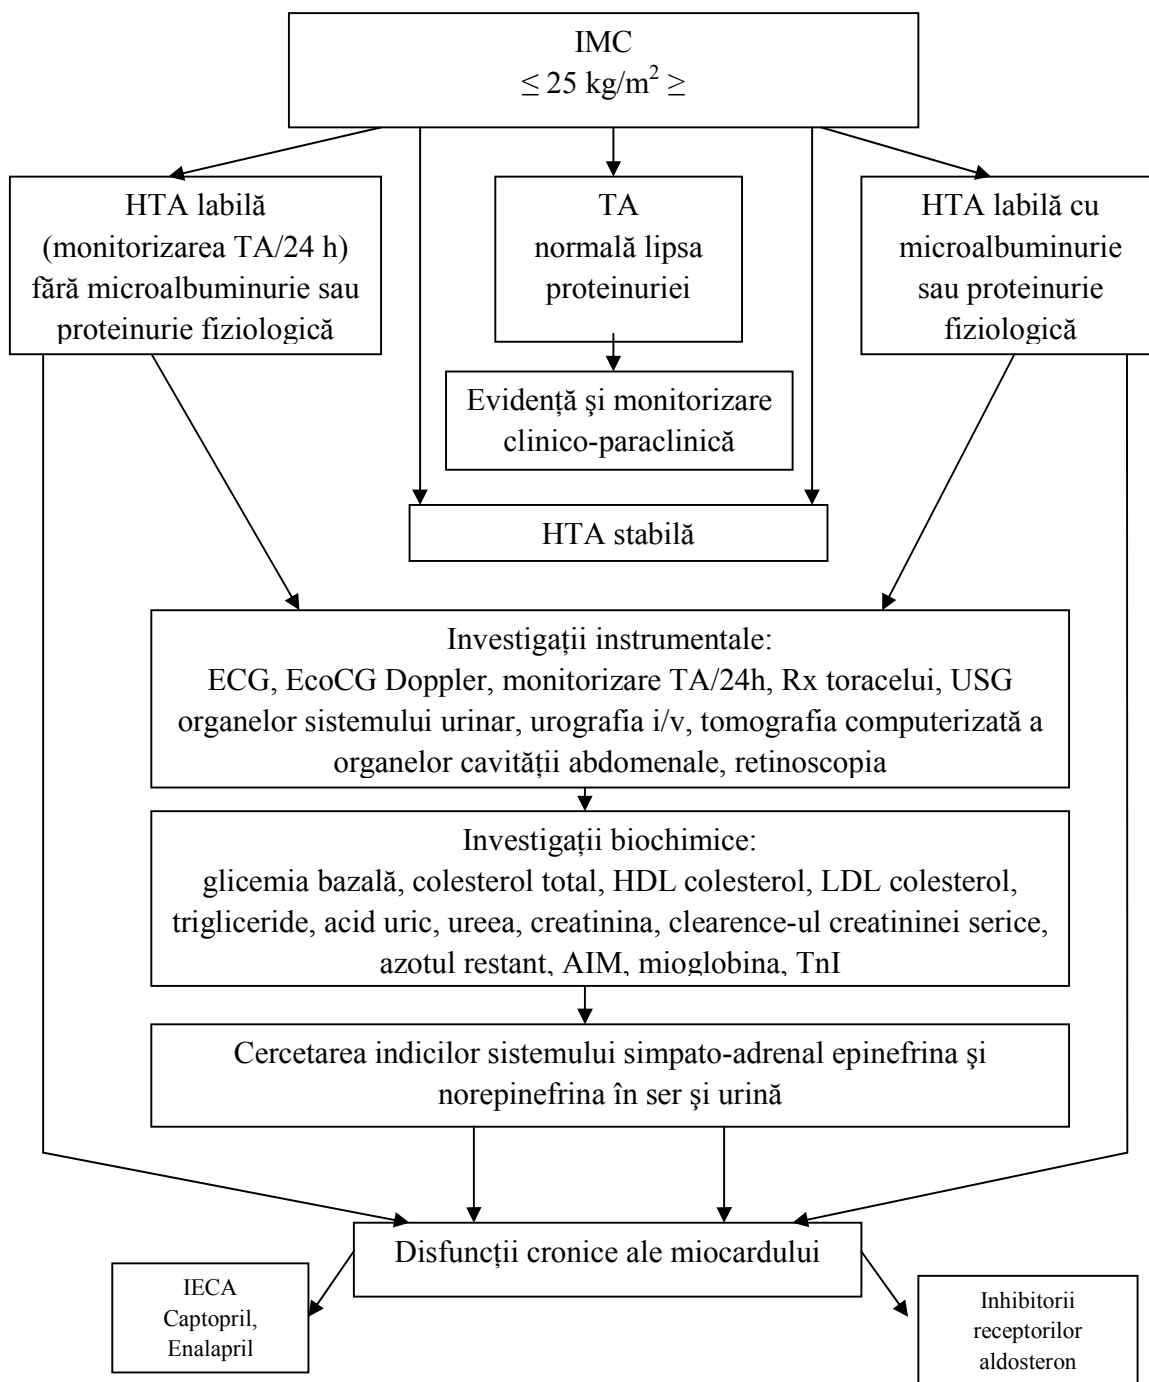 IMC
≤ 25 kg/m² ≥
HTA labilă
(monitorizarea TA/24 h)
fără microalbuminurie sau
proteinurie fiziologică
TA
normală lipsa
proteinuriei
HTA labilă cu
microalbuminurie
sau proteinurie
fiziologică
Evidență şi monitorizare
clinico-paraclinică
HTA stabilă
Investigații instrumentale:
ECG, EcoCG Doppler, monitorizare TA/24h, Rx toracelui, USG
organelor sistemului urinar, urografia i/v, tomografia computerizată a
organelor cavității abdomenale, retinoscopia
Investigații biochimice:
glicemia bazală, colesterol total, HDL colesterol, LDL colesterol,
trigliceride, acid uric, ureea, creatinina, clearence-ul creatininei serice,
azotul restant, AIM, mioglobina, TnI
Cercetarea indicilor sistemului simpato-adrenal epinefrina şi
norepinefrina în ser şi urină
Disfuncții cronice ale miocardului
IECA
Captopril,
Enalapril
Inhibitorii
receptorilor
aldosteron